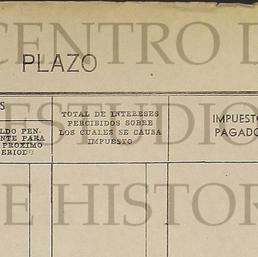 CENTRO D
PLAZO
ESTUDIO
S
LDO PEN-
NTE PARA
PROXIMO
ERIODO
TOTAL DE INTERESES
PERCIBIDOS SOBRE
LOS CUALES SE CAUSA
IMPUESTO
IMPUESTO
PAGADO
E HISTOR